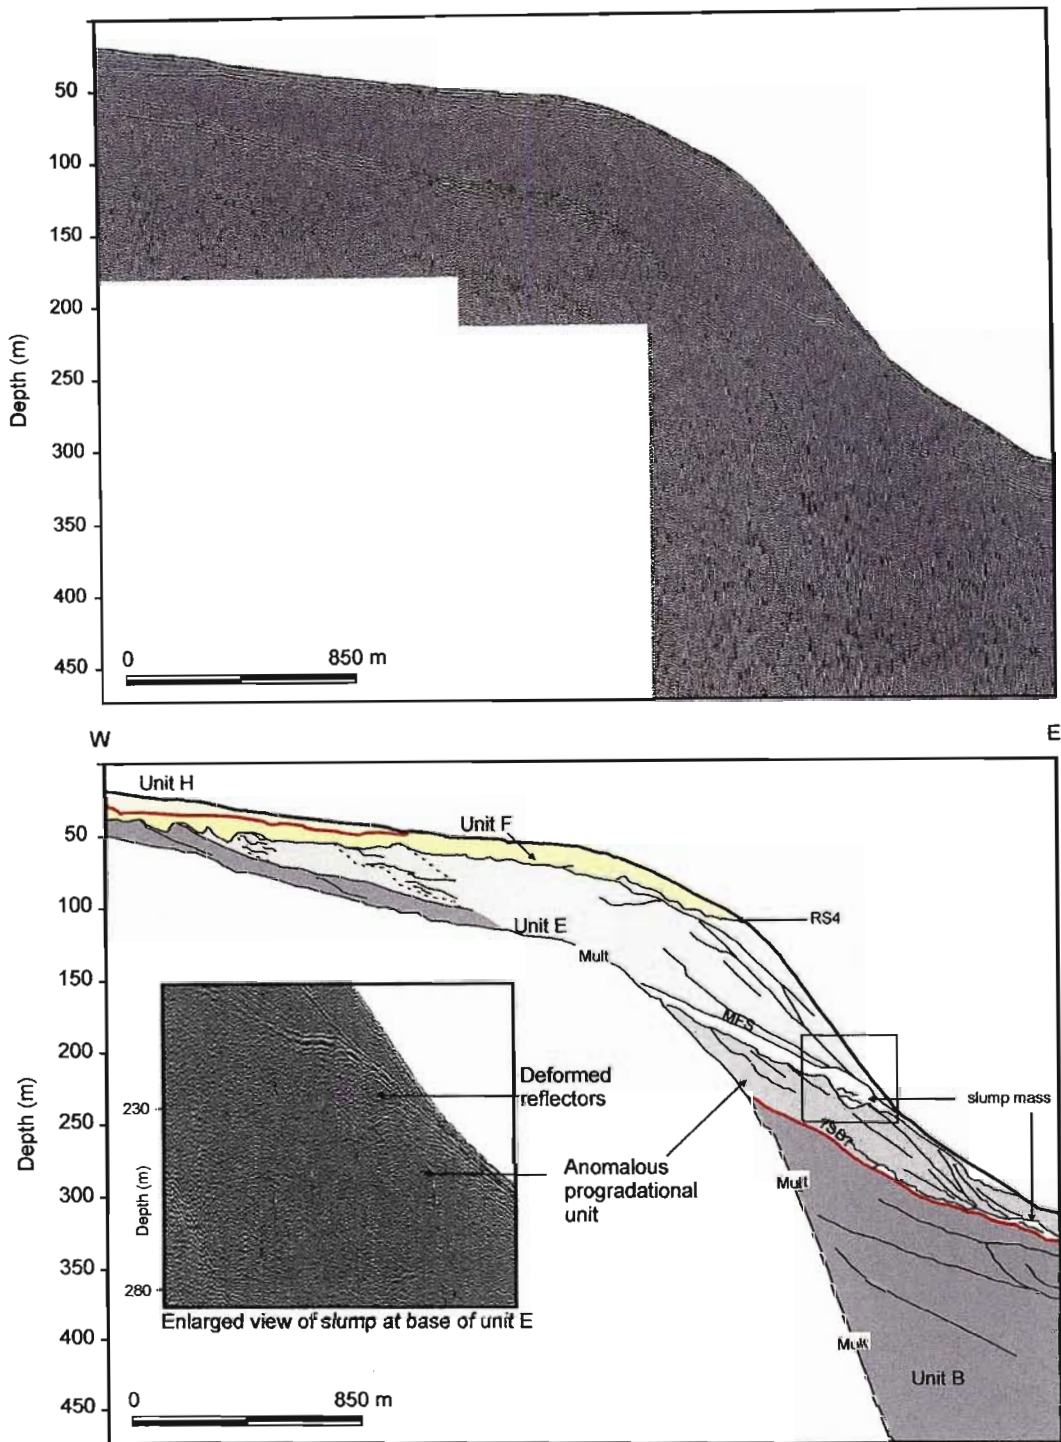 50
100
150
200
250
300
350
400
450
Depth (m)
0 850 m
W E
Unit H
Unit F
50
100
150
200
250
300
350
400
450
Depth (m)
RS4
Unit E
Mult
MFS
slump mass
?SB?
Deformed
reflectors
230
Depth (m)
280
Anomalous
progradational
unit
Mult
Enlarged view of slump at base of unit E
Mult
Unit B
0 850 m